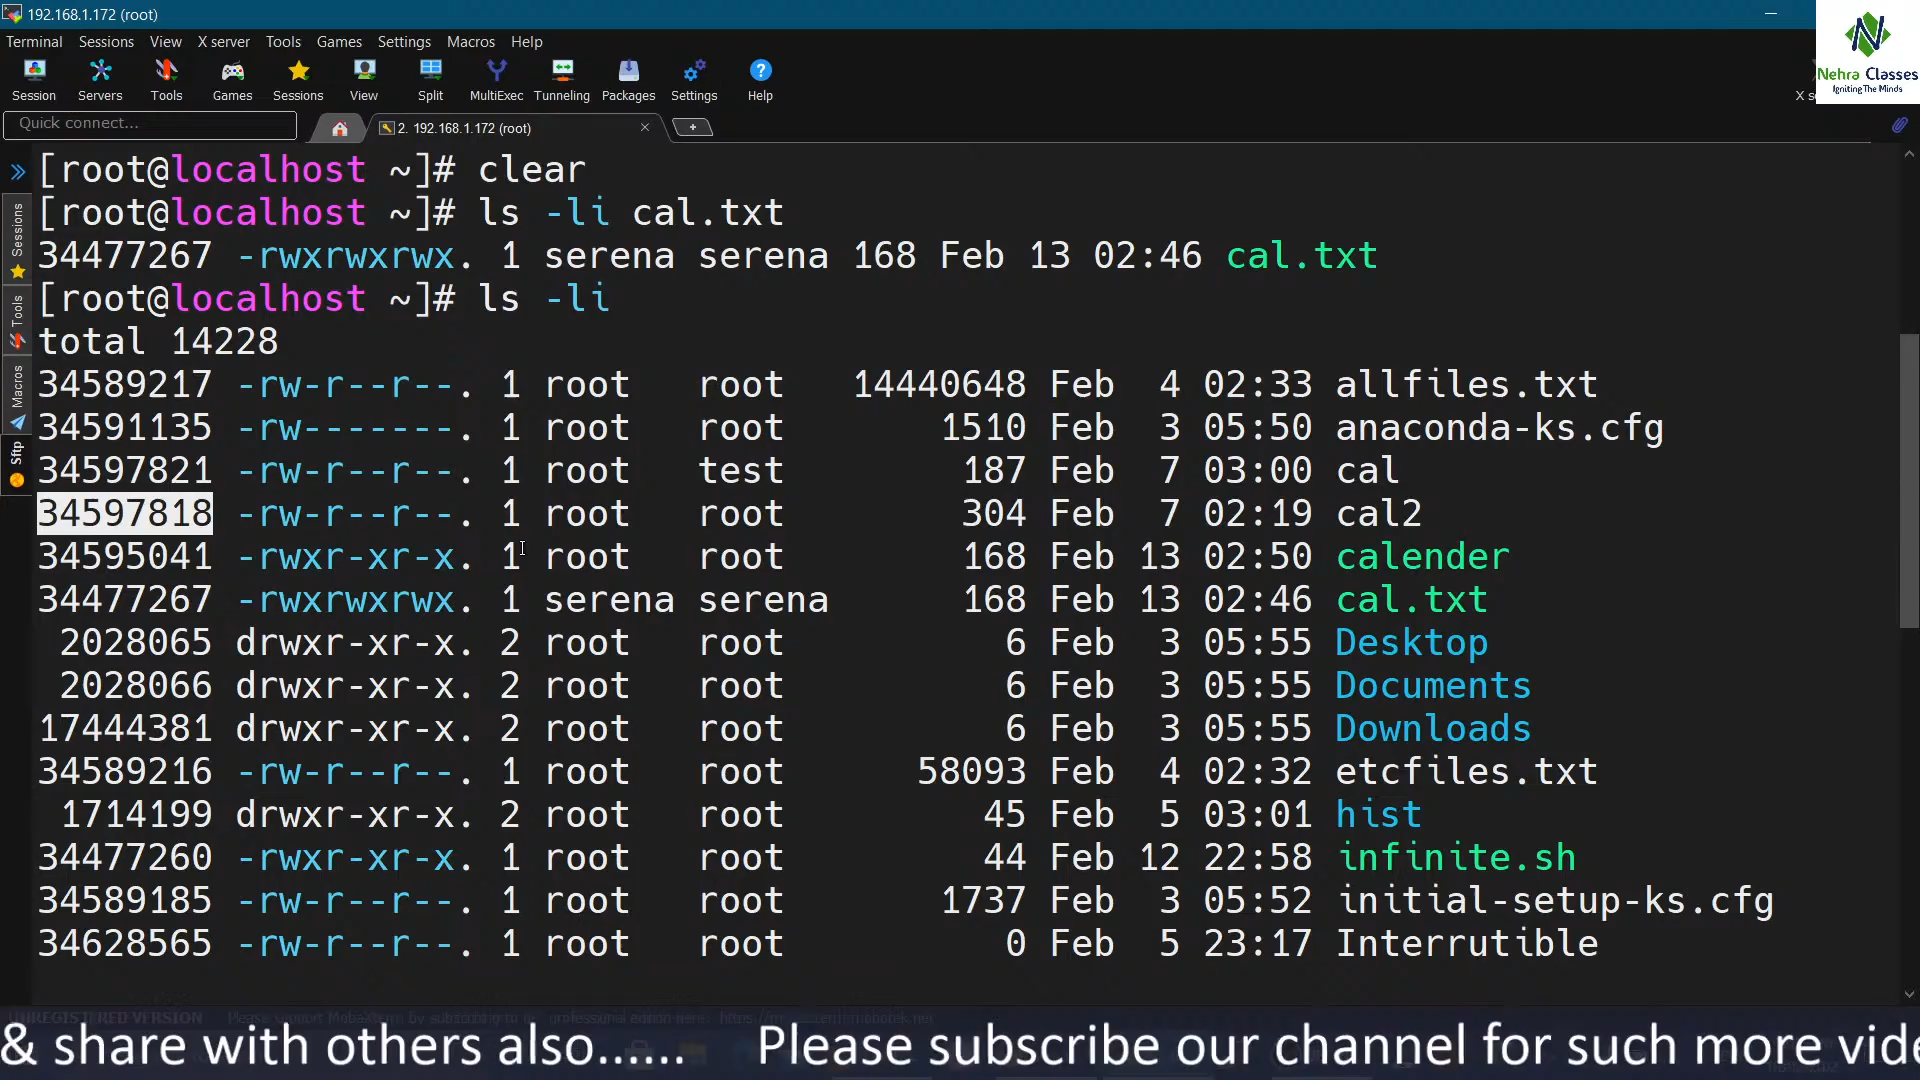 192.168.1.172 (root)
Terminal Sessions View X server Tools Games Settings Macros Help
Session Servers Tools Games Sessions View Split MultiExec Tunneling Packages Settings Help
Nehra Classes
Igniting The Minds
Quick connect...
2. 192.168.1.172 (root)
Sessions
Tools
Macros
Sftp
[root@localhost ~]# clear
[root@localhost ~]# ls -li cal.txt
34477267 -rwxrwxrwx. 1 serena serena 168 Feb 13 02:46 cal.txt
[root@localhost ~]# ls -li
total 14228
34589217 -rw-r--r--. 1 root   root   14440648 Feb  4 02:33 allfiles.txt
34591135 -rw-------. 1 root   root       1510 Feb  3 05:50 anaconda-ks.cfg
34597821 -rw-r--r--. 1 root   test        187 Feb  7 03:00 cal
34597818 -rw-r--r--. 1 root   root        304 Feb  7 02:19 cal2
34595041 -rwxr-xr-x. 1 root   root        168 Feb 13 02:50 calender
34477267 -rwxrwxrwx. 1 serena serena      168 Feb 13 02:46 cal.txt
2028065 drwxr-xr-x. 2 root   root          6 Feb  3 05:55 Desktop
2028066 drwxr-xr-x. 2 root   root          6 Feb  3 05:55 Documents
17444381 drwxr-xr-x. 2 root   root          6 Feb  3 05:55 Downloads
34589216 -rw-r--r--. 1 root   root      58093 Feb  4 02:32 etcfiles.txt
1714199 drwxr-xr-x. 2 root   root         45 Feb  5 03:01 hist
34477260 -rwxr-xr-x. 1 root   root         44 Feb 12 22:58 infinite.sh
34589185 -rw-r--r--. 1 root   root       1737 Feb  3 05:52 initial-setup-ks.cfg
34628565 -rw-r--r--. 1 root   root          0 Feb  5 23:17 Interrutible
UNREGISTERED VERSION
& share with others also...... Please subscribe our channel for such more